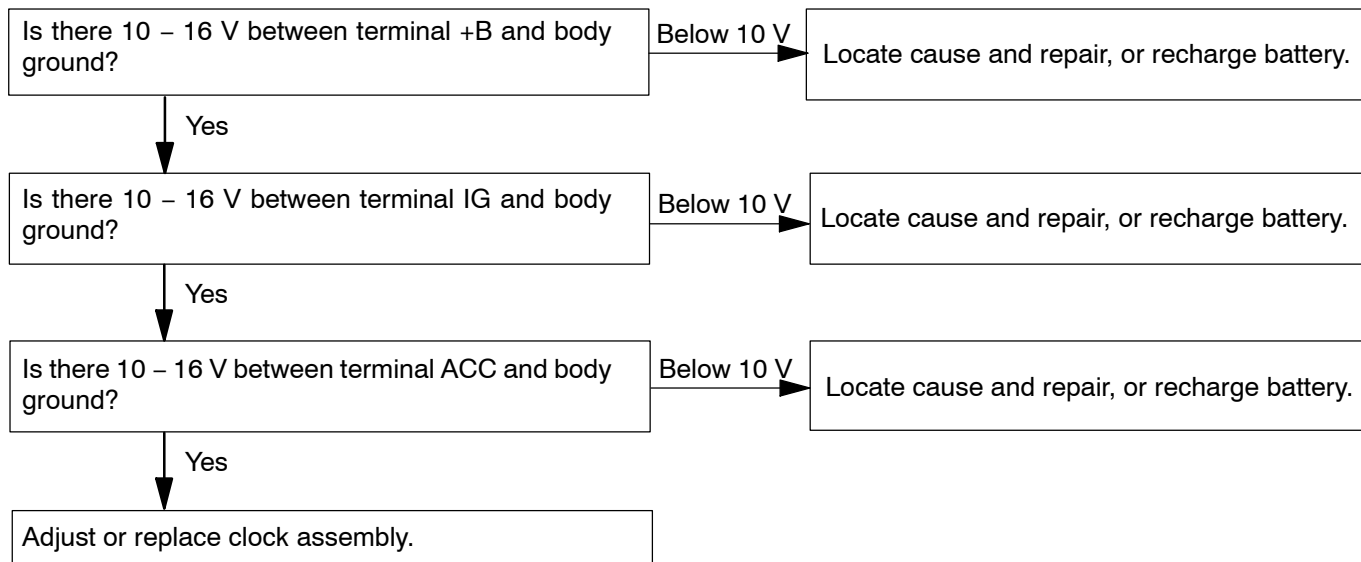 Is there 10 – 16 V between terminal +B and body
ground?
Below 10 V
Locate cause and repair, or recharge battery.
Yes
Is there 10 – 16 V between terminal IG and body
ground?
Below 10 V
Locate cause and repair, or recharge battery.
Yes
Is there 10 – 16 V between terminal ACC and body
ground?
Below 10 V
Locate cause and repair, or recharge battery.
Yes
Adjust or replace clock assembly.